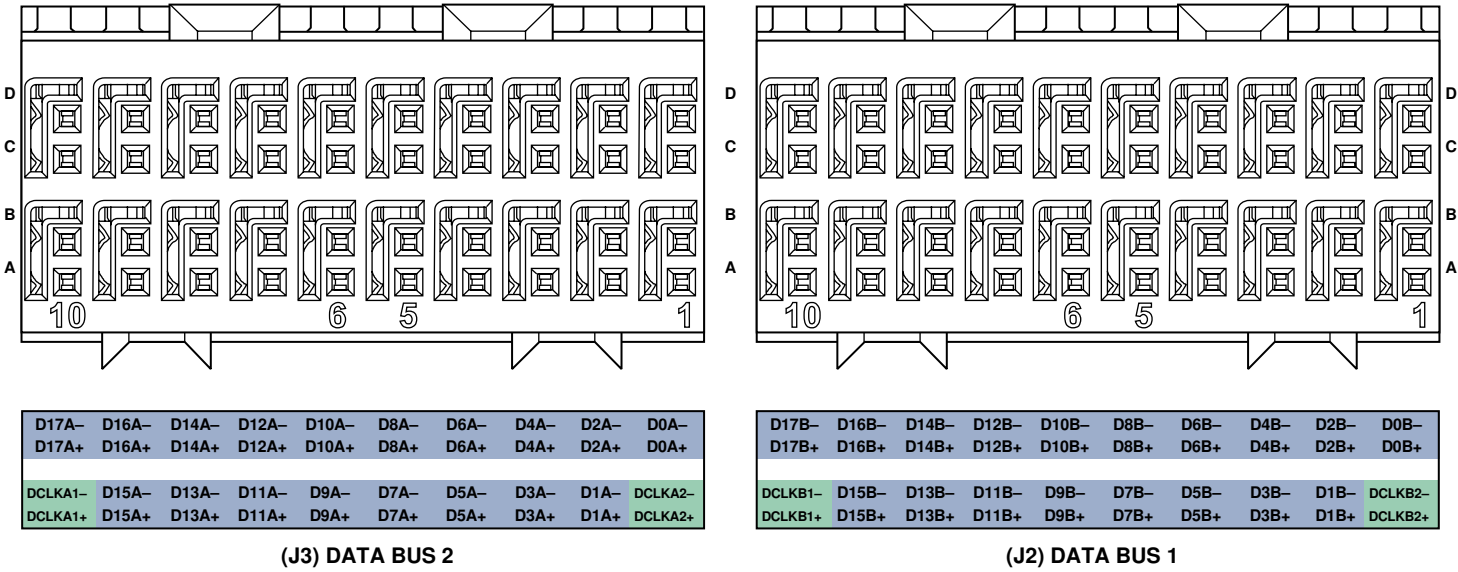 D D D
C C C
B B B
A A A
10 6 5 1 10 6 5 1
D17A– D16A– D14A– D12A– D10A– D8A– D6A– D4A– D2A– D0A–
D17A+ D16A+ D14A+ D12A+ D10A+ D8A+ D6A+ D4A+ D2A+ D0A+
DCLKA1– D15A– D13A– D11A– D9A– D7A– D5A– D3A– D1A– DCLKA2–
DCLKA1+ D15A+ D13A+ D11A+ D9A+ D7A+ D5A+ D3A+ D1A+ DCLKA2+
(J3) DATA BUS 2
D17B– D16B– D14B– D12B– D10B– D8B– D6B– D4B– D2B– D0B–
D17B+ D16B+ D14B+ D12B+ D10B+ D8B+ D6B+ D4B+ D2B+ D0B+
DCLKB1– D15B– D13B– D11B– D9B– D7B– D5B– D3B– D1B– DCLKB2–
DCLKB1+ D15B+ D13B+ D11B+ D9B+ D7B+ D5B+ D3B+ D1B+ DCLKB2+
(J2) DATA BUS 1